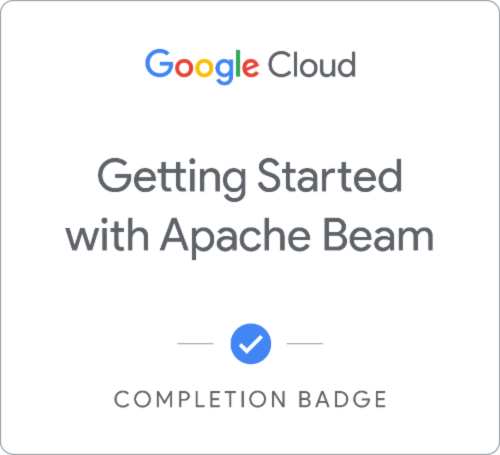 Google Cloud
Getting Started
with Apache Beam
COMPLETION BADGE